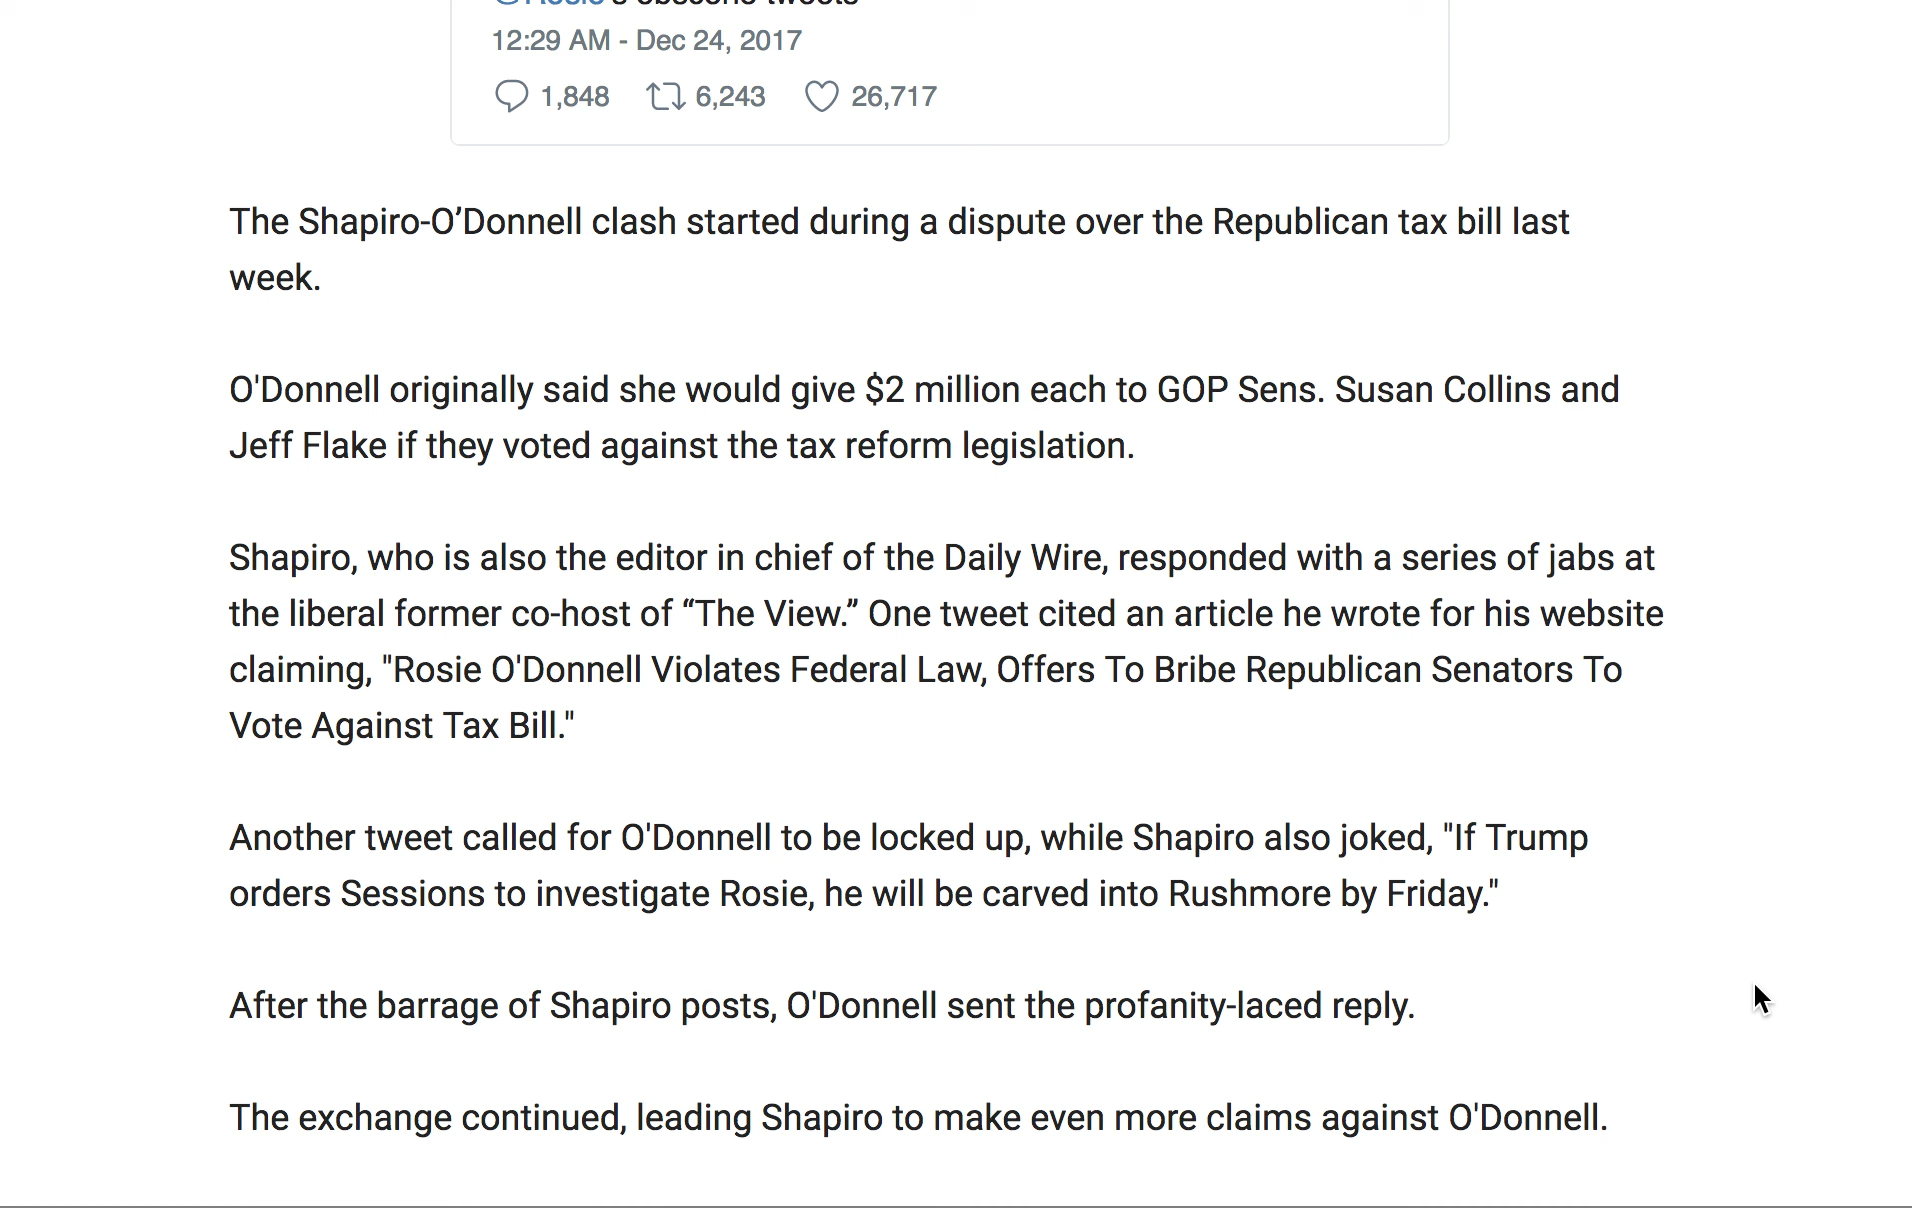 @Rosie's obscene tweets
12:29 AM - Dec 24, 2017
1,848 6,243 26,717
The Shapiro-O’Donnell clash started during a dispute over the Republican tax bill last
week.
O'Donnell originally said she would give $2 million each to GOP Sens. Susan Collins and
Jeff Flake if they voted against the tax reform legislation.
Shapiro, who is also the editor in chief of the Daily Wire, responded with a series of jabs at
the liberal former co-host of “The View.” One tweet cited an article he wrote for his website
claiming, "Rosie O'Donnell Violates Federal Law, Offers To Bribe Republican Senators To
Vote Against Tax Bill."
Another tweet called for O'Donnell to be locked up, while Shapiro also joked, "If Trump
orders Sessions to investigate Rosie, he will be carved into Rushmore by Friday."
After the barrage of Shapiro posts, O'Donnell sent the profanity-laced reply.
The exchange continued, leading Shapiro to make even more claims against O'Donnell.